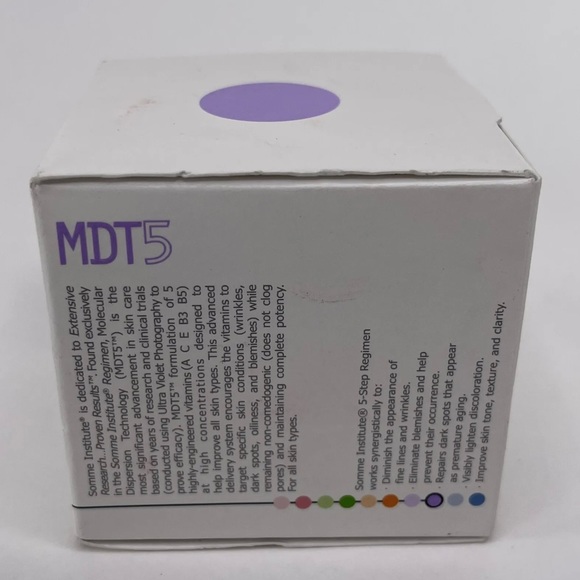 MDT5
Somme Institute® is dedicated to Extensive
Research...Proven Results™. Found exclusively
in the Somme Institute® Regimen, Molecular
Dispersion Technology (MDT5™) is the
most significant advancement in skin care
based on years of research and clinical trials
(conducted using Ultra Violet Photography to
prove efficacy). MDT5™ formulation of 5
highly-engineered vitamins (A C E B3 B5)
at high concentrations designed to
help improve all skin types. This advanced
delivery system encourages the vitamins to
target specific skin conditions (wrinkles,
dark spots, oiliness, and blemishes) while
remaining non-comedogenic (does not clog
pores) and maintaining complete potency.
For all skin types.
Somme Institute® 5-Step Regimen
works synergistically to:
· Diminish the appearance of
fine lines and wrinkles.
· Eliminate blemishes and help
prevent their occurrence.
· Repairs dark spots that appear
as premature aging.
· Visibly lighten discoloration.
· Improve skin tone, texture, and clarity.